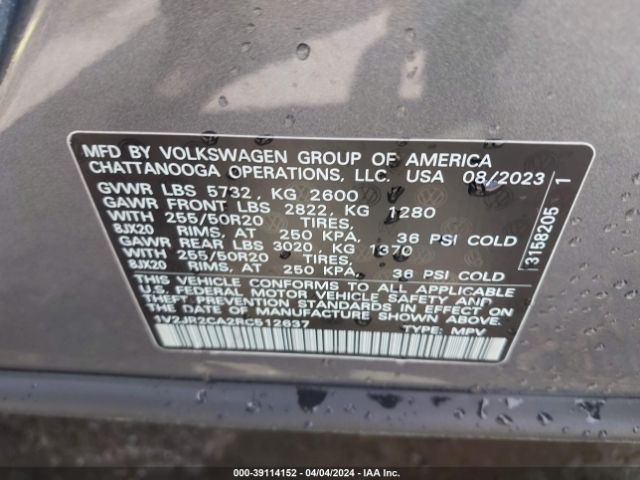 MFD BY VOLKSWAGEN GROUP OF AMERICA
CHATTANOOGA OPERATIONS, LLC. USA 08/2023
GVWR LBS 5732, KG 2600
GAWR FRONT LBS 2822, KG 1280
WITH 255/50R20 TIRES,
8JX20 RIMS, AT 250 KPA, 36 PSI COLD
GAWR REAR LBS 3020, KG 1370
WITH 255/50R20 TIRES,
8JX20 RIMS, AT 250 KPA, 36 PSI COLD
THIS VEHICLE CONFORMS TO ALL APPLICABLE
U.S. FEDERAL MOTOR VEHICLE SAFETY AND
THEFT PREVENTION STANDARDS IN EFFECT ON
THE DATE OF MANUFACTURE SHOWN ABOVE.
1V2JR2CA2RC512637 TYPE: MPV
3158205 1
000-39114152 - 04/04/2024 - IAA Inc.